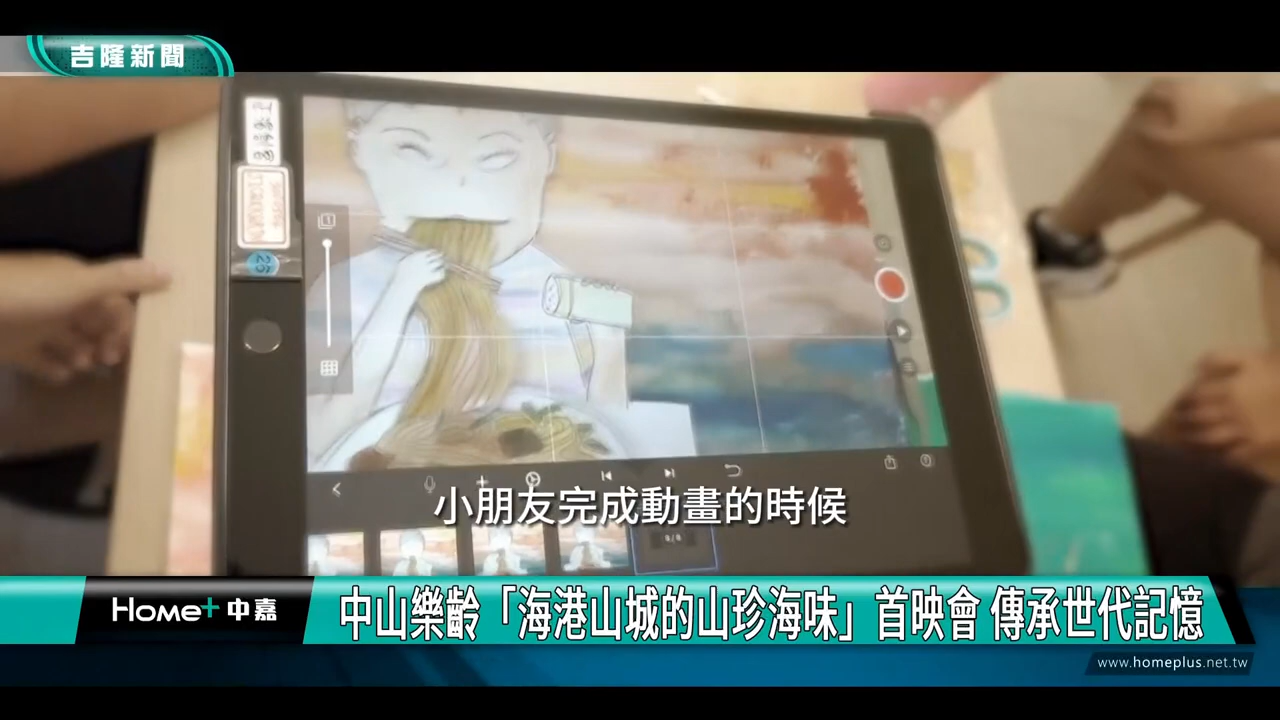 吉隆新聞
26
小朋友完成動畫的時候
Home+中嘉
中山樂齡「海港山城的山珍海味」首映會 傳承世代記憶
www.homeplus.net.tw